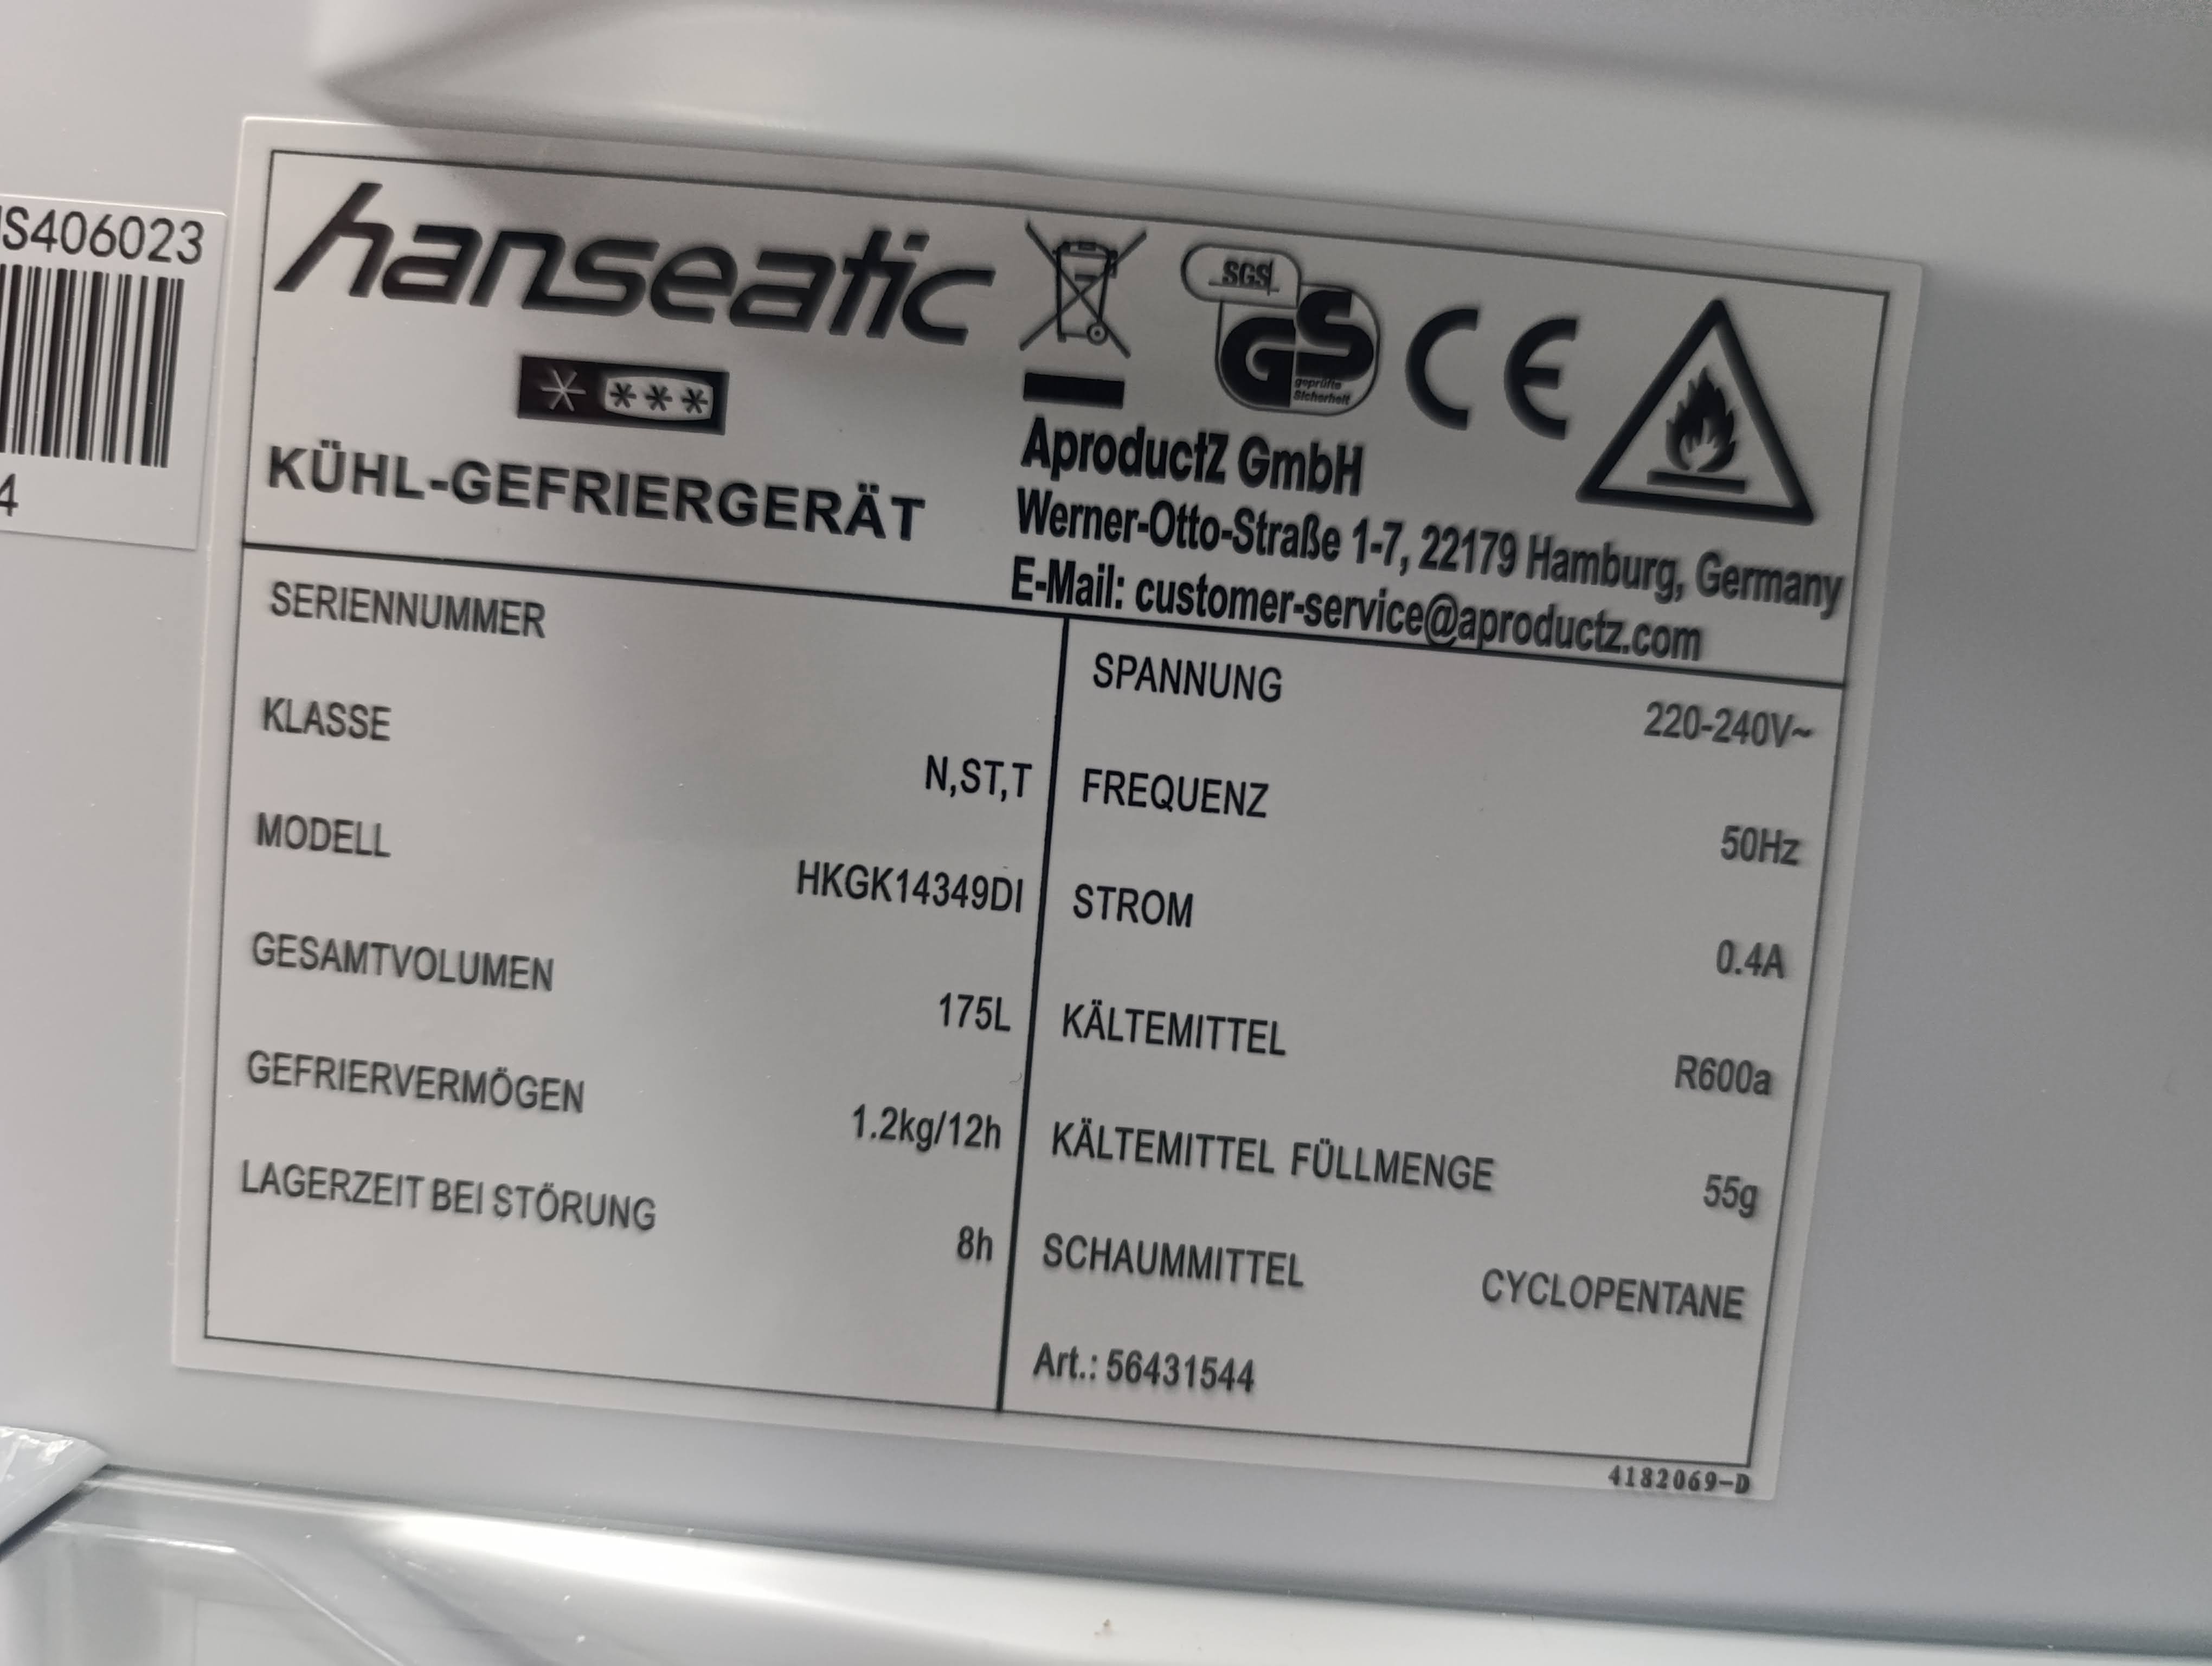 S406023
4
hanseatic
SGS
GS
geprüfte
Sicherheit
CE
KÜHL-GEFRIERGERÄT
AproductZ GmbH
Werner-Otto-Straße 1-7, 22179 Hamburg, Germany
E-Mail: customer-service@aproductz.com
SERIENNUMMER
KLASSE N,ST,T
MODELL HKGK14349DI
GESAMTVOLUMEN 175L
GEFRIERVERMÖGEN 1.2kg/12h
LAGERZEIT BEI STÖRUNG 8h
SPANNUNG 220-240V~
FREQUENZ 50Hz
STROM 0.4A
KÄLTEMITTEL R600a
KÄLTEMITTEL FÜLLMENGE 55g
SCHAUMMITTEL CYCLOPENTANE
Art.: 56431544
4182069-D